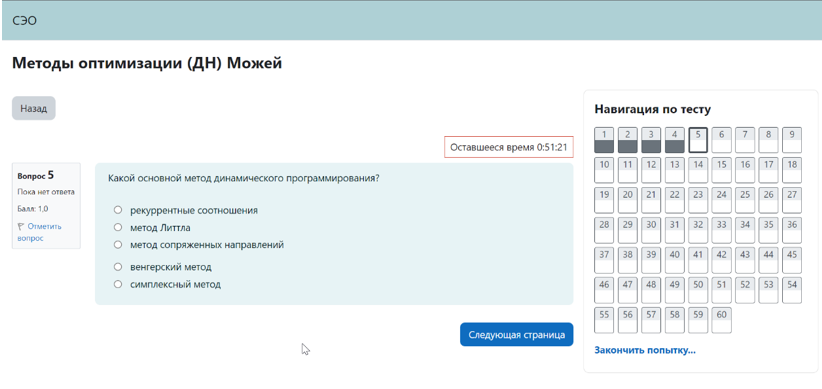 СЭО
Методы оптимизации (ДН) Можей
Назад
Оставшееся время 0:51:21
Вопрос 5
Пока нет ответа
Балл: 1,0
Отметить
вопрос
Какой основной метод динамического программирования?
рекуррентные соотношения
метод Литтла
метод сопряженных направлений
венгерский метод
симплексный метод
Следующая страница
Навигация по тесту
1 2 3 4 5 6 7 8 9
10 11 12 13 14 15 16 17 18
19 20 21 22 23 24 25 26 27
28 29 30 31 32 33 34 35 36
37 38 39 40 41 42 43 44 45
46 47 48 49 50 51 52 53 54
55 56 57 58 59 60
Закончить попытку...